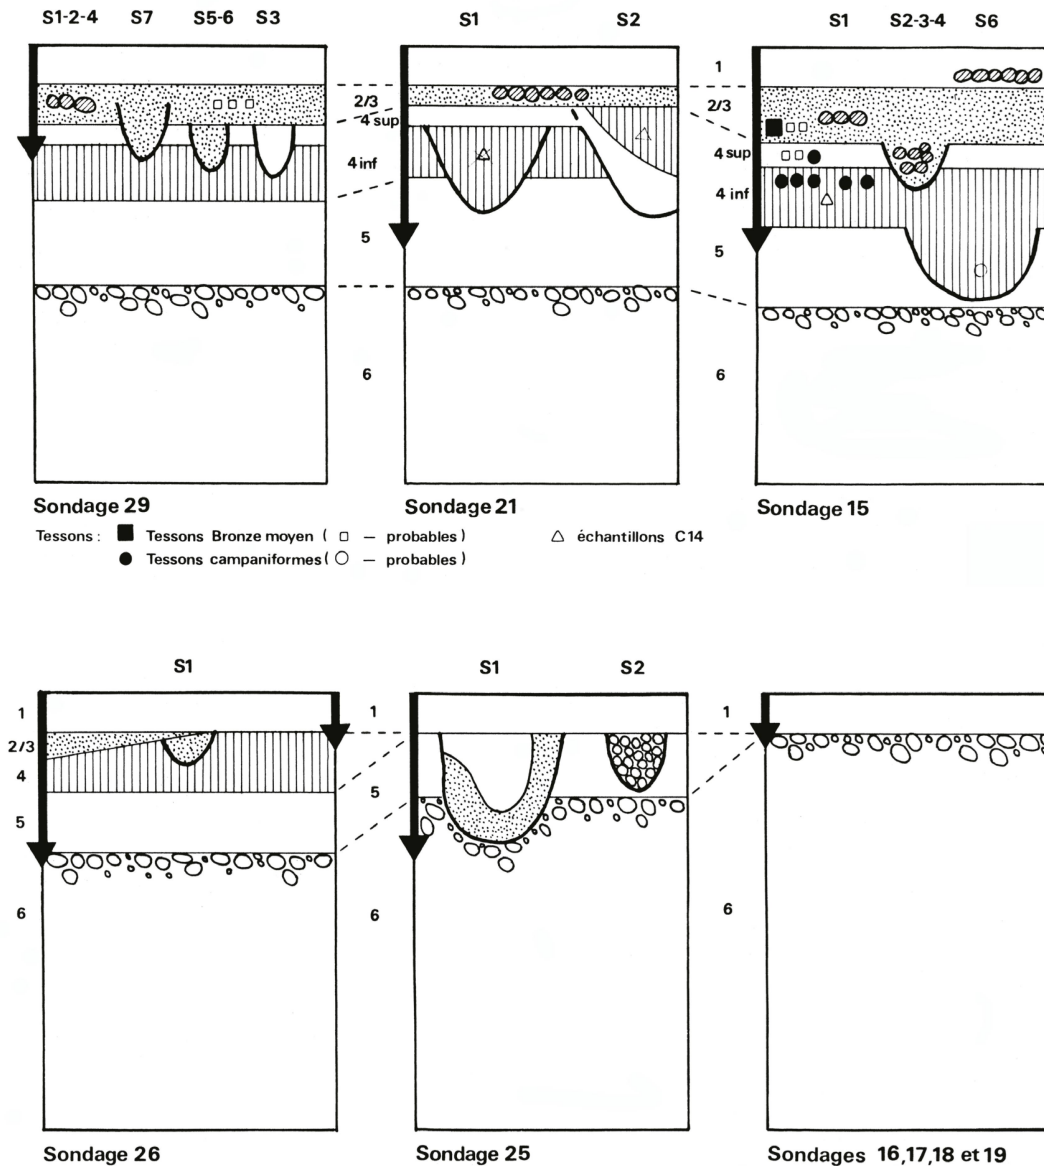 S1-2-4 S7 S5-6 S3 S1 S2 S1 S2-3-4 S6
1
2/3 2/3
4 sup 4 sup
4 inf 4 inf
5 5
6 6
Sondage 29 Sondage 21 Sondage 15
Tessons : Tessons Bronze moyen ( — probables ) échantillons C14
Tessons campaniformes ( — probables )
S1 S1 S2
1 1 1
2/3
4
5 5
6 6 6
Sondage 26 Sondage 25 Sondages 16,17,18 et 19